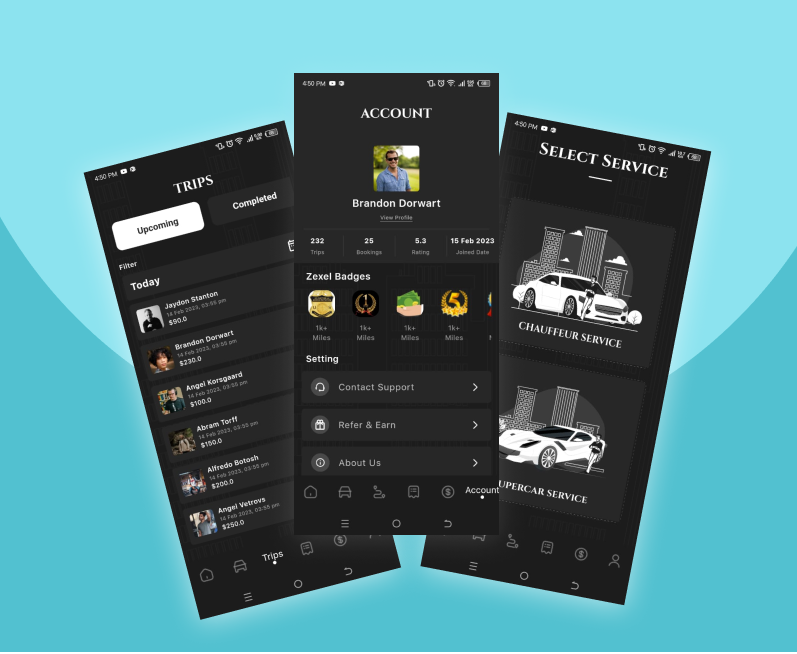 4:50 PM
TRIPS
Upcoming
Completed
Filter
Today
Jaydon Stanton
14 Feb 2023, 03:55 pm
$90.0
Brandon Dorwart
14 Feb 2023, 03:55 pm
$230.0
Angel Korsgaard
14 Feb 2023, 03:55 pm
$100.0
Abram Torff
14 Feb 2023, 03:55 pm
$150.0
Alfredo Botosh
14 Feb 2023, 03:55 pm
$200.0
Angel Vetrovs
14 Feb 2023, 03:55 pm
$250.0
Trips
4:50 PM
ACCOUNT
Brandon Dorwart
View Profile
232
Trips
25
Bookings
5.3
Rating
15 Feb 2023
Joined Date
Zexel Badges
1k+
Miles
1k+
Miles
1k+
Miles
1k+
Miles
Setting
Contact Support
Refer & Earn
About Us
Account
4:50 PM
SELECT SERVICE
CHAUFFEUR SERVICE
UPERCAR SERVICE